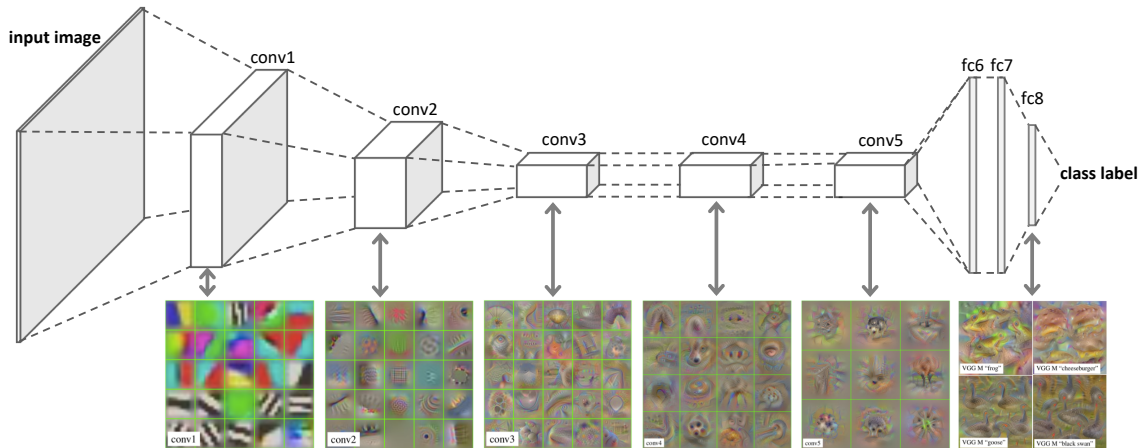 input image
conv1
conv2
conv3
conv4
conv5
fc6 fc7
fc8
class label
conv1
conv2
conv3
conv4
conv5
VGG M "frog"
VGG M "cheeseburger"
VGG M "goose"
VGG M "black swan"